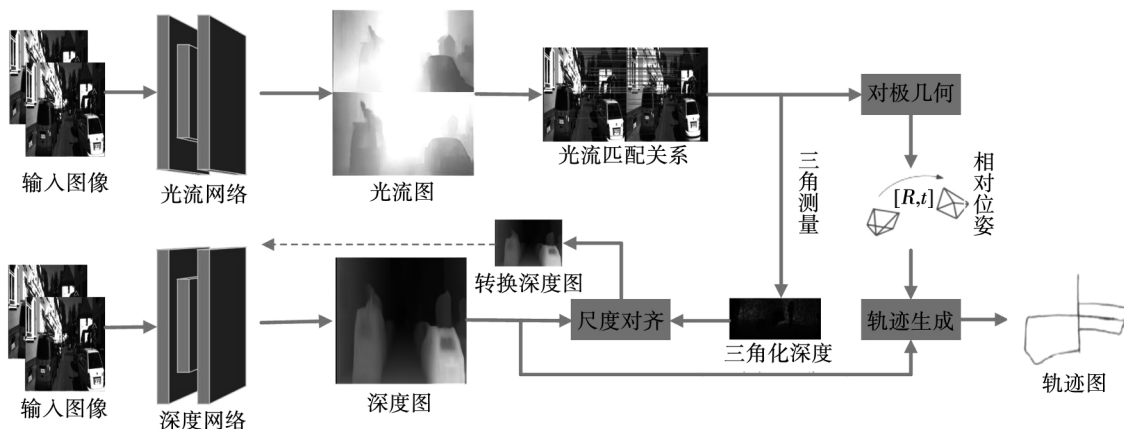 输入图像
光流网络
光流图
光流匹配关系
三角测量
对极几何
[R,t]
相对位姿
输入图像
深度网络
深度图
转换深度图
尺度对齐
三角化深度
轨迹生成
轨迹图